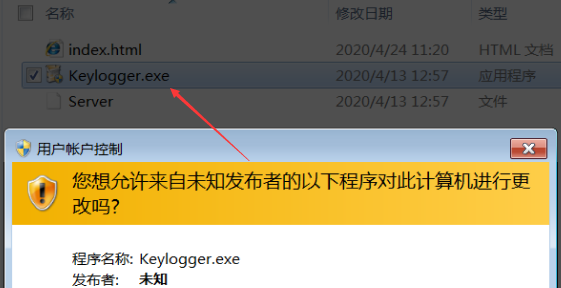 名称 修改日期 类型
index.html 2020/4/24 11:20 HTML 文档
Keylogger.exe 2020/4/13 12:57 应用程序
Server 2020/4/13 12:57 文件
用户帐户控制
您想允许来自未知发布者的以下程序对此计算机进行更
改吗?
程序名称: Keylogger.exe
发布者: 未知